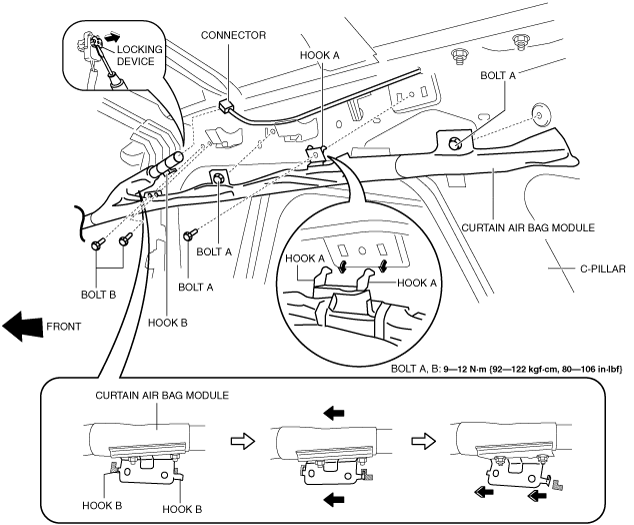 LOCKING
DEVICE
CONNECTOR
HOOK A
BOLT A
CURTAIN AIR BAG MODULE
C-PILLAR
BOLT A
BOLT A
BOLT B
HOOK B
HOOK A
HOOK A
FRONT
BOLT A, B: 9—12 N·m {92—122 kgf·cm, 80—106 in·lbf}
CURTAIN AIR BAG MODULE
HOOK B
HOOK B